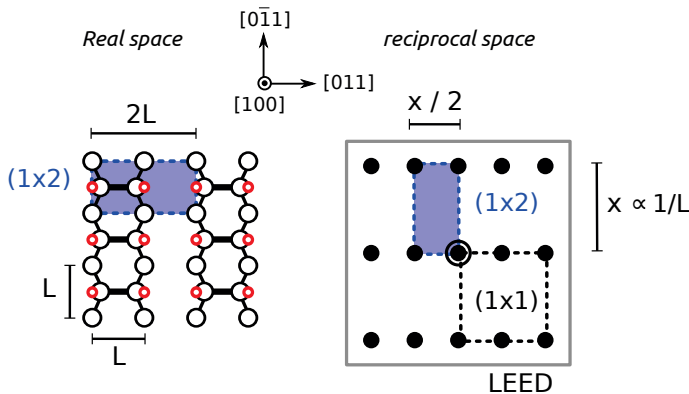 Real space
[01̄1]
reciprocal space
[011]
[100]
2L
x / 2
(1x2)
(1x2)
x ∝ 1/L
L
(1x1)
L
LEED